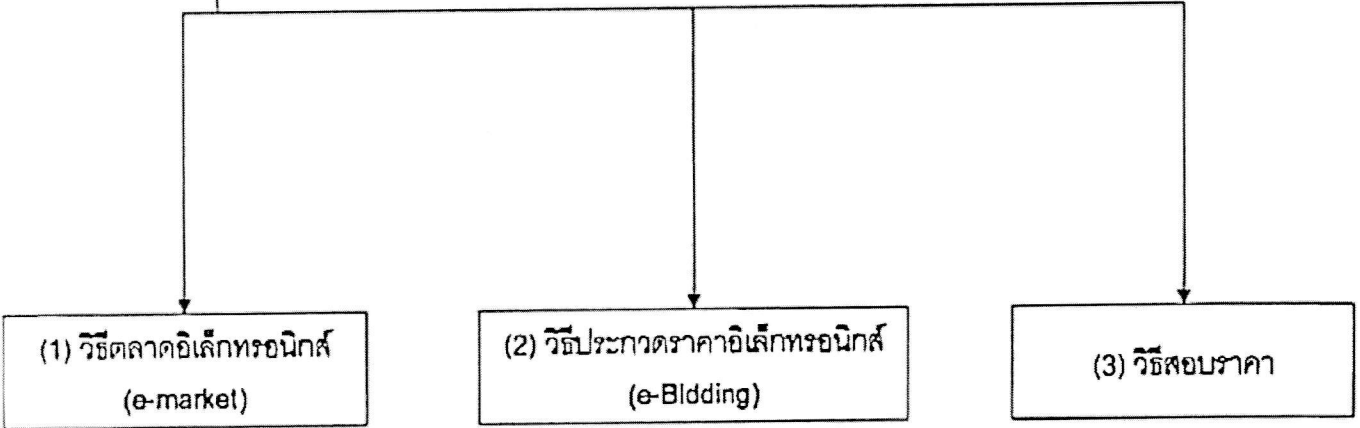 (1) วิธีตลาดอิเล็กทรอนิกส์
(e-market)
(2) วิธีประกวดราคาอิเล็กทรอนิกส์
(e-Bidding)
(3) วิธีสอบราคา